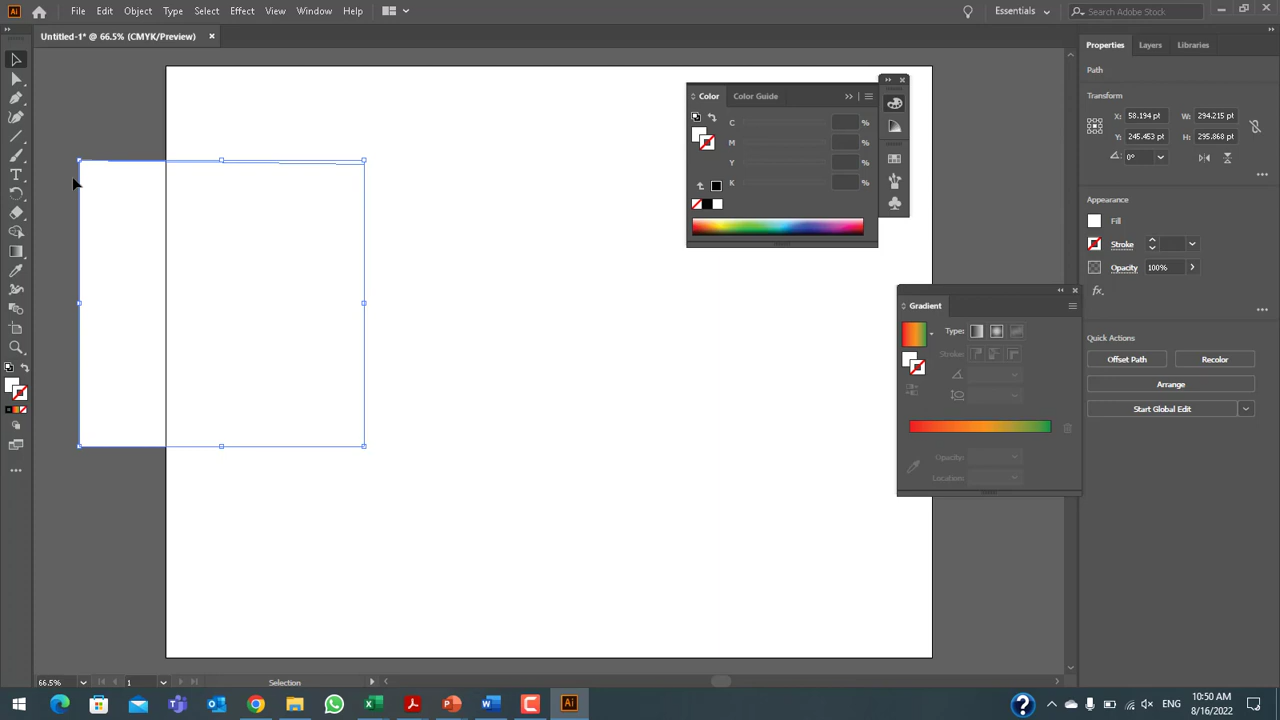 Ai File Edit Object Type Select Effect View Window Help Essentials Search Adobe Stock
Untitled-1* @ 66.5% (CMYK/Preview)
Properties Layers Libraries
Path
Transform
X: 58.194 pt W: 294.215 pt
Y: 245.453 pt H: 295.868 pt
0°
Appearance
Fill
Stroke
Opacity 100%
fx.
Quick Actions
Offset Path Recolor
Arrange
Start Global Edit
Color Color Guide
C %
M %
Y %
K %
Gradient
Type:
Stroke:
Opacity:
Location:
66.5% 1 Selection
Ai ENG 10:50 AM
8/16/2022